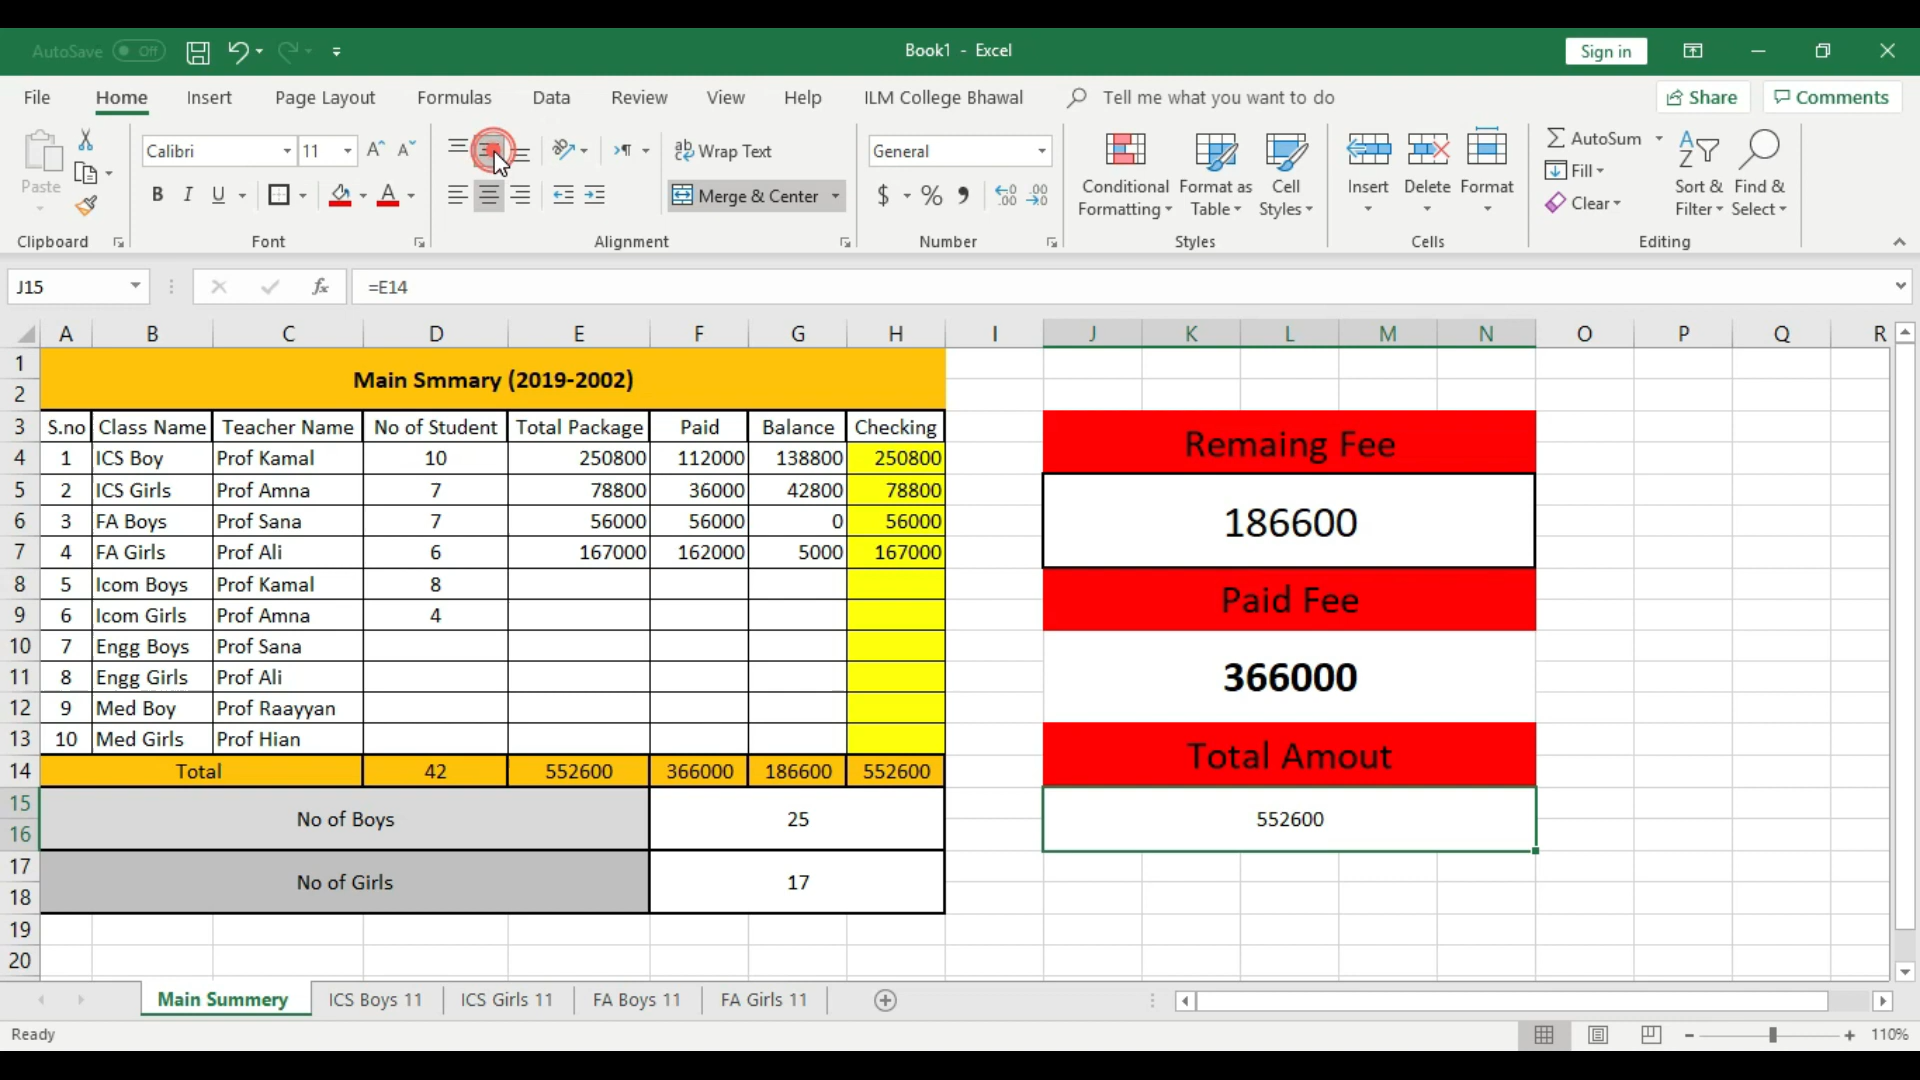 AutoSave Off Book1 - Excel Sign in
File Home Insert Page Layout Formulas Data Review View Help ILM College Bhawal Tell me what you want to do Share Comments
Paste
Clipboard
Calibri 11
B I U A
Font
Wrap Text
Merge & Center
Alignment
General
$ % ,
Number
Conditional Formatting
Format as Table
Cell Styles
Styles
Insert Delete Format
Cells
AutoSum
Fill
Clear
Sort & Filter
Find & Select
Editing
J15 fx =E14
A B C D E F G H I J K L M N O P Q R
1
2 Main Smmary (2019-2002)
3 S.no Class Name Teacher Name No of Student Total Package Paid Balance Checking
4 1 ICS Boy Prof Kamal 10 250800 112000 138800 250800
5 2 ICS Girls Prof Amna 7 78800 36000 42800 78800
6 3 FA Boys Prof Sana 7 56000 56000 0 56000
7 4 FA Girls Prof Ali 6 167000 162000 5000 167000
8 5 Icom Boys Prof Kamal 8
9 6 Icom Girls Prof Amna 4
10 7 Engg Boys Prof Sana
11 8 Engg Girls Prof Ali
12 9 Med Boy Prof Raayyan
13 10 Med Girls Prof Hian
14 Total 42 552600 366000 186600 552600
15
16 No of Boys 25
17
18 No of Girls 17
19
20
Remaing Fee
186600
Paid Fee
366000
Total Amout
552600
Main Summery ICS Boys 11 ICS Girls 11 FA Boys 11 FA Girls 11
Ready 110%